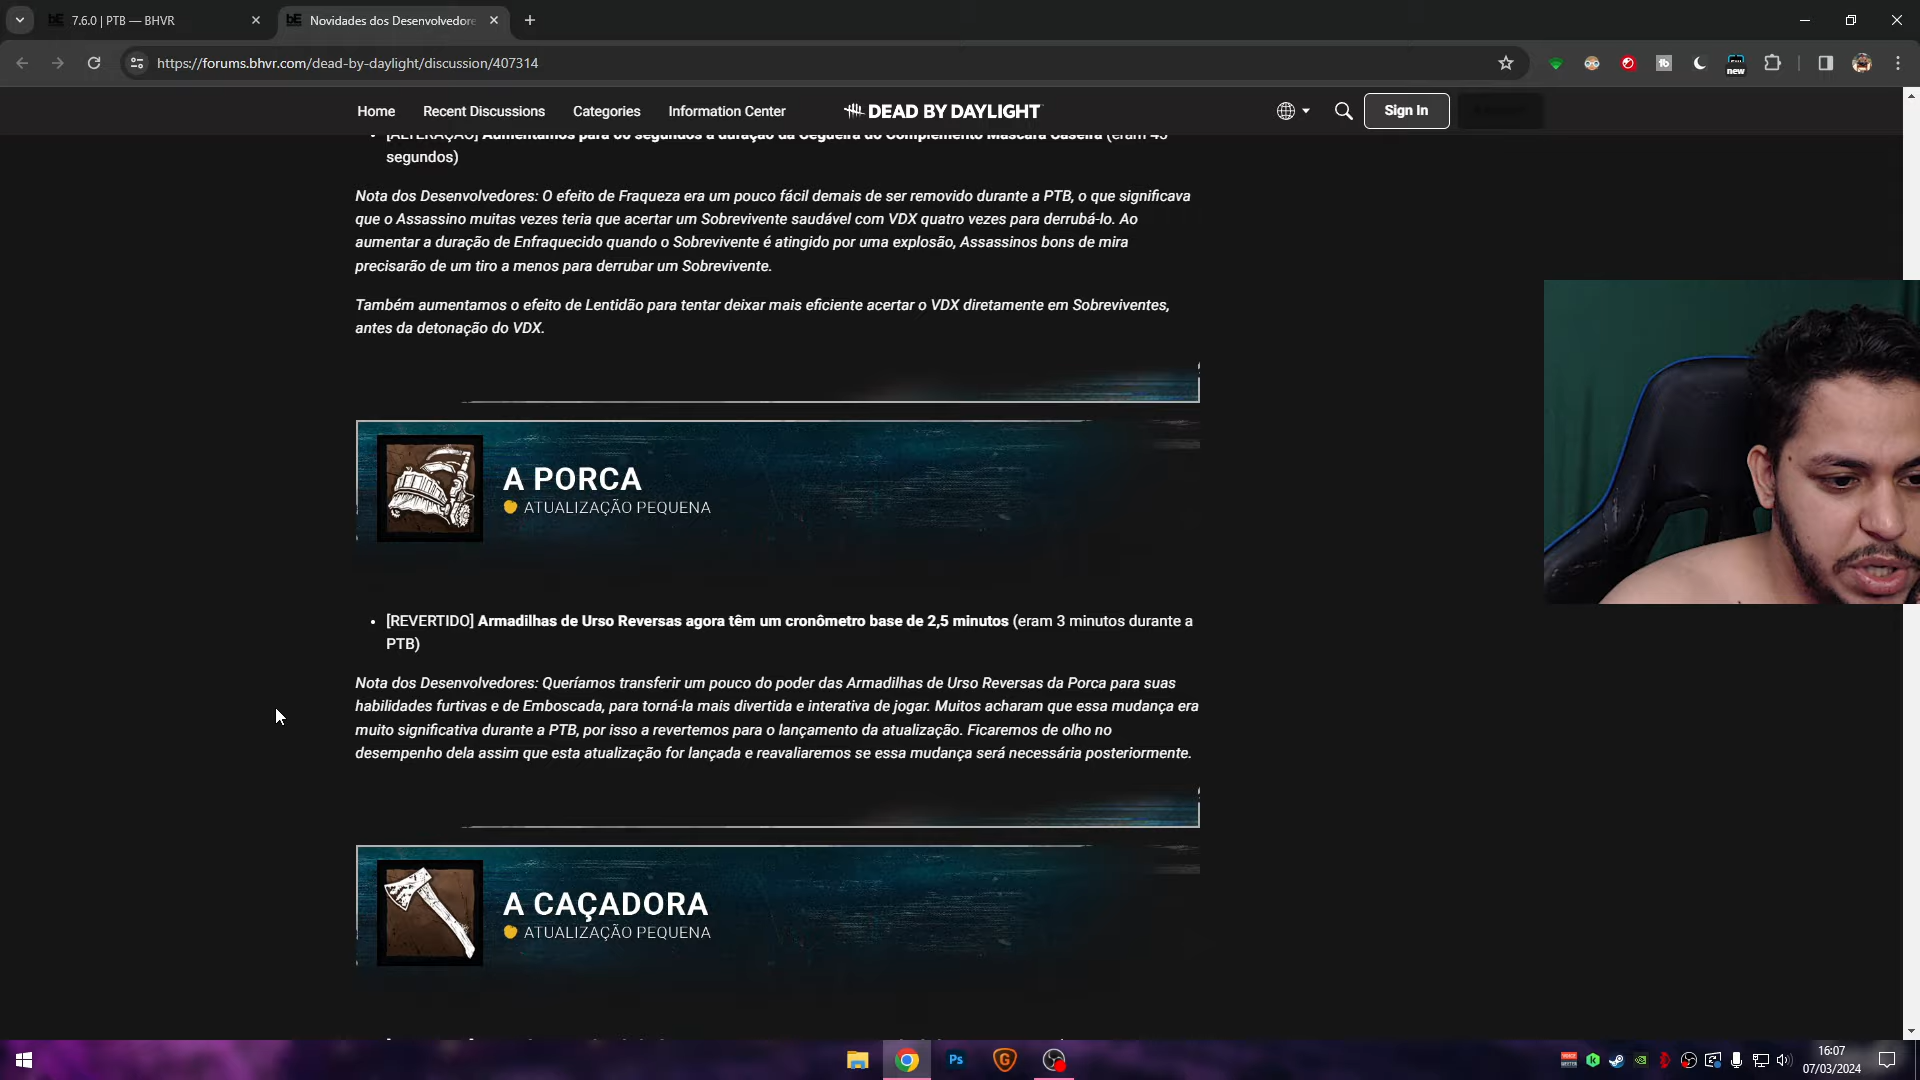 7.6.0 | PTB — BHVR
Novidades dos Desenvolvedore
https://forums.bhvr.com/dead-by-daylight/discussion/407314
new
Home
Recent Discussions
Categories
Information Center
DEAD BY DAYLIGHT
Sign In
• [ALTERAÇÃO] Aumentamos para 60 segundos a duração da Cegueira do Complemento Máscara Caseira (eram 45
segundos)
Nota dos Desenvolvedores: O efeito de Fraqueza era um pouco fácil demais de ser removido durante a PTB, o que significava
que o Assassino muitas vezes teria que acertar um Sobrevivente saudável com VDX quatro vezes para derrubá-lo. Ao
aumentar a duração de Enfraquecido quando o Sobrevivente é atingido por uma explosão, Assassinos bons de mira
precisarão de um tiro a menos para derrubar um Sobrevivente.
Também aumentamos o efeito de Lentidão para tentar deixar mais eficiente acertar o VDX diretamente em Sobreviventes,
antes da detonação do VDX.
A PORCA
ATUALIZAÇÃO PEQUENA
• [REVERTIDO] Armadilhas de Urso Reversas agora têm um cronômetro base de 2,5 minutos (eram 3 minutos durante a
PTB)
Nota dos Desenvolvedores: Queríamos transferir um pouco do poder das Armadilhas de Urso Reversas da Porca para suas
habilidades furtivas e de Emboscada, para torná-la mais divertida e interativa de jogar. Muitos acharam que essa mudança era
muito significativa durante a PTB, por isso a revertemos para o lançamento da atualização. Ficaremos de olho no
desempenho dela assim que esta atualização for lançada e reavaliaremos se essa mudança será necessária posteriormente.
A CAÇADORA
ATUALIZAÇÃO PEQUENA
Ps
16:07
07/03/2024